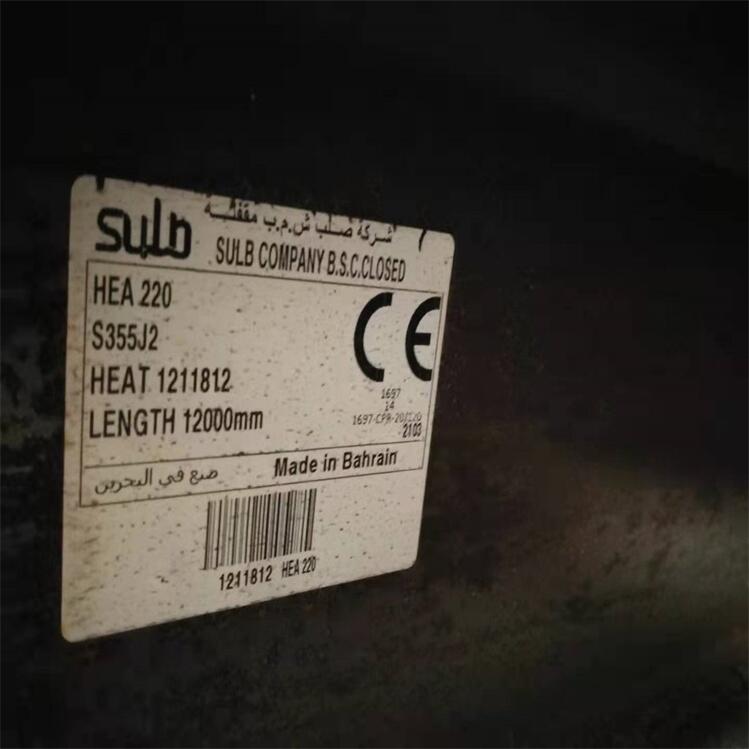 sulb
شركة صلب ش.م.ب مقفلة
SULB COMPANY B.S.C.CLOSED
HEA 220
S355J2
HEAT 1211812
LENGTH 12000mm
CE
1697
14
2103
صنع في البحرين
Made in Bahrain
1211812 HEA 220